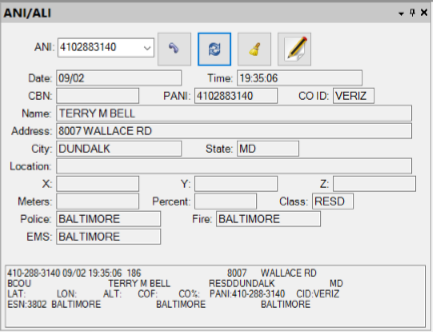 ANI/ALI
ANI: 4102883140
Date: 09/02 Time: 19:35:06
CBN: PANI: 4102883140 CO ID: VERIZ
Name: TERRY M BELL
Address: 8007 WALLACE RD
City: DUNDALK State: MD
Location:
X: Y: Z:
Meters: Percent: Class: RESD
Police: BALTIMORE Fire: BALTIMORE
EMS: BALTIMORE
410-288-3140 09/02 19:35:06 186 8007 WALLACE RD
BCOU TERRY M BELL RESDDUNDALK MD
LAT: LON: ALT: COF: CO%: PANI:410-288-3140 CID:VERIZ
ESN:3802 BALTIMORE BALTIMORE BALTIMORE